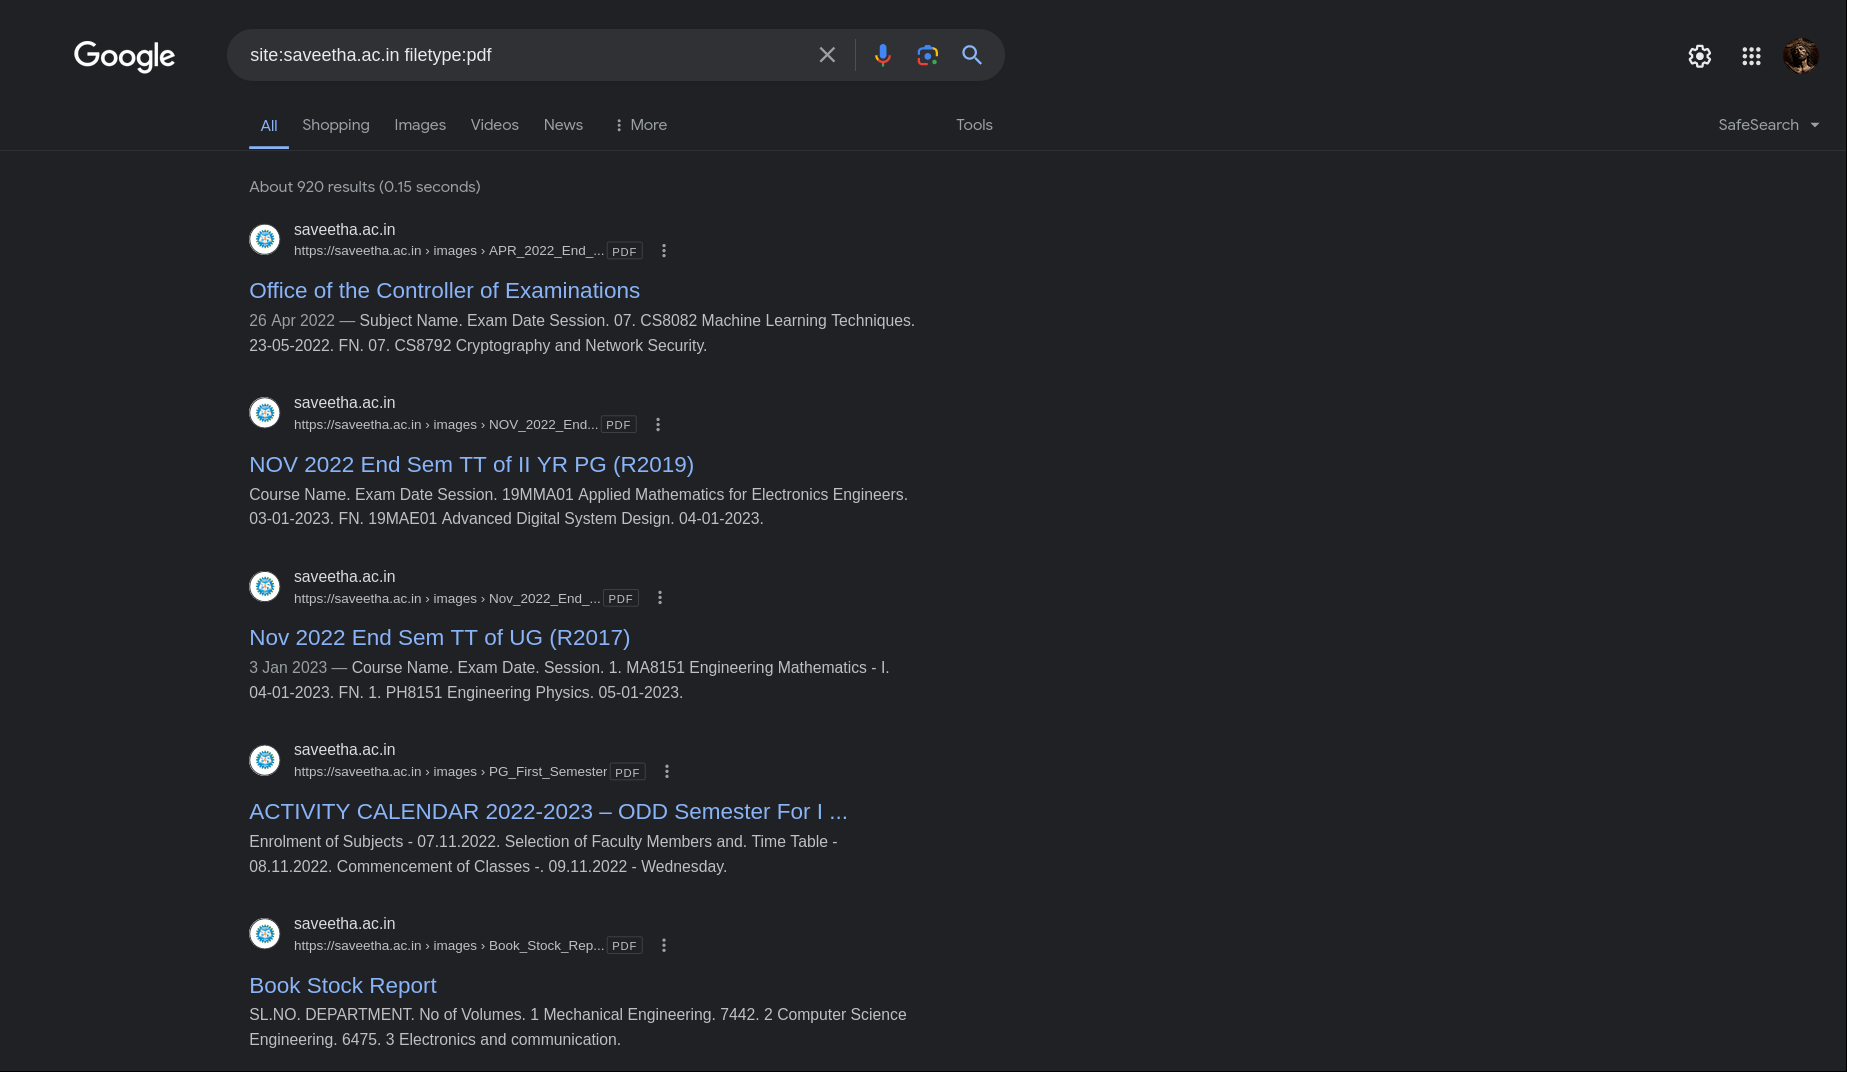 Google
site:saveetha.ac.in filetype:pdf
All Shopping Images Videos News More Tools SafeSearch
About 920 results (0.15 seconds)
saveetha.ac.in
https://saveetha.ac.in › images › APR_2022_End_... PDF
Office of the Controller of Examinations
26 Apr 2022 — Subject Name. Exam Date Session. 07. CS8082 Machine Learning Techniques.
23-05-2022. FN. 07. CS8792 Cryptography and Network Security.
saveetha.ac.in
https://saveetha.ac.in › images › NOV_2022_End... PDF
NOV 2022 End Sem TT of II YR PG (R2019)
Course Name. Exam Date Session. 19MMA01 Applied Mathematics for Electronics Engineers.
03-01-2023. FN. 19MAE01 Advanced Digital System Design. 04-01-2023.
saveetha.ac.in
https://saveetha.ac.in › images › Nov_2022_End_... PDF
Nov 2022 End Sem TT of UG (R2017)
3 Jan 2023 — Course Name. Exam Date. Session. 1. MA8151 Engineering Mathematics - I.
04-01-2023. FN. 1. PH8151 Engineering Physics. 05-01-2023.
saveetha.ac.in
https://saveetha.ac.in › images › PG_First_Semester PDF
ACTIVITY CALENDAR 2022-2023 – ODD Semester For I ...
Enrolment of Subjects - 07.11.2022. Selection of Faculty Members and. Time Table -
08.11.2022. Commencement of Classes -. 09.11.2022 - Wednesday.
saveetha.ac.in
https://saveetha.ac.in › images › Book_Stock_Rep... PDF
Book Stock Report
SL.NO. DEPARTMENT. No of Volumes. 1 Mechanical Engineering. 7442. 2 Computer Science
Engineering. 6475. 3 Electronics and communication.